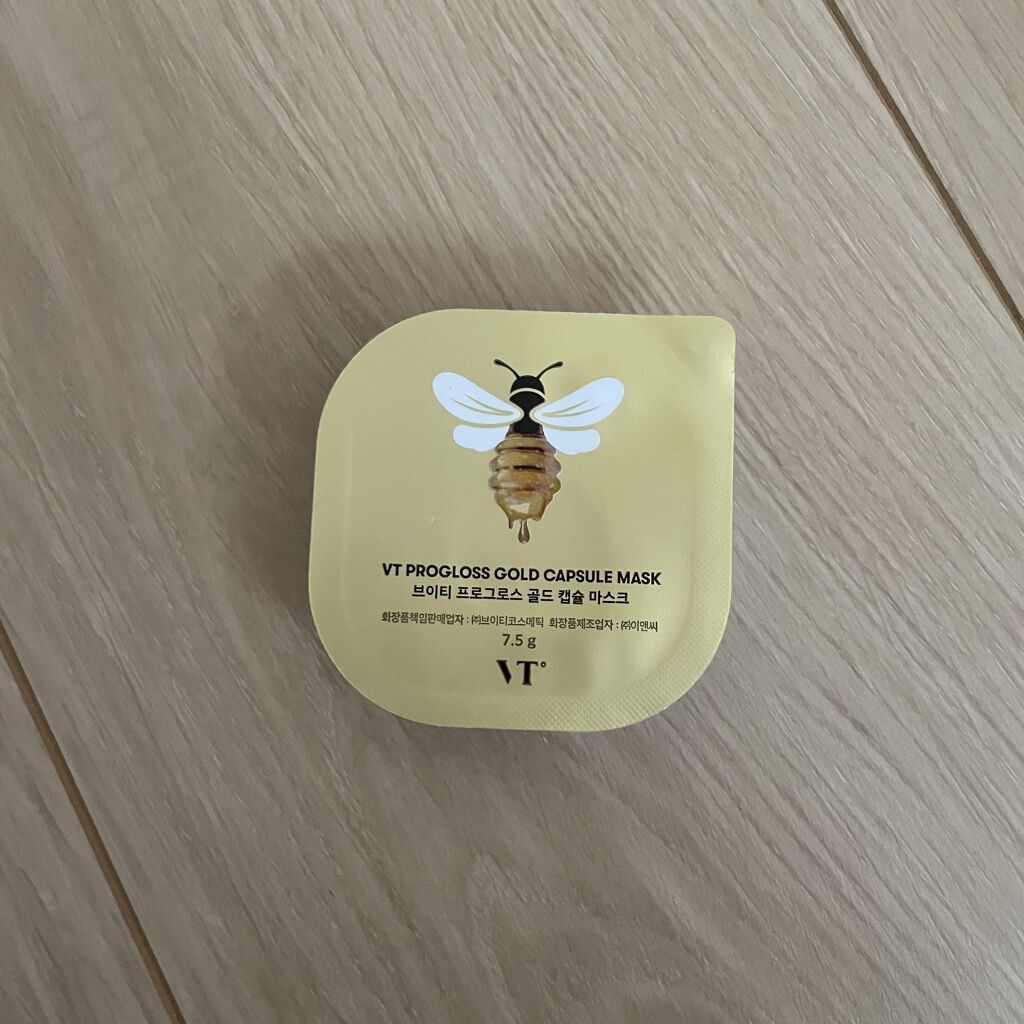 VT PROGLOSS GOLD CAPSULE MASK
브이티 프로그로스 골드 캡슐 마스크
화장품책임판매업자 : ㈜브이티코스메틱 화장품제조업자 : ㈜이앤씨
7.5 g
VT°